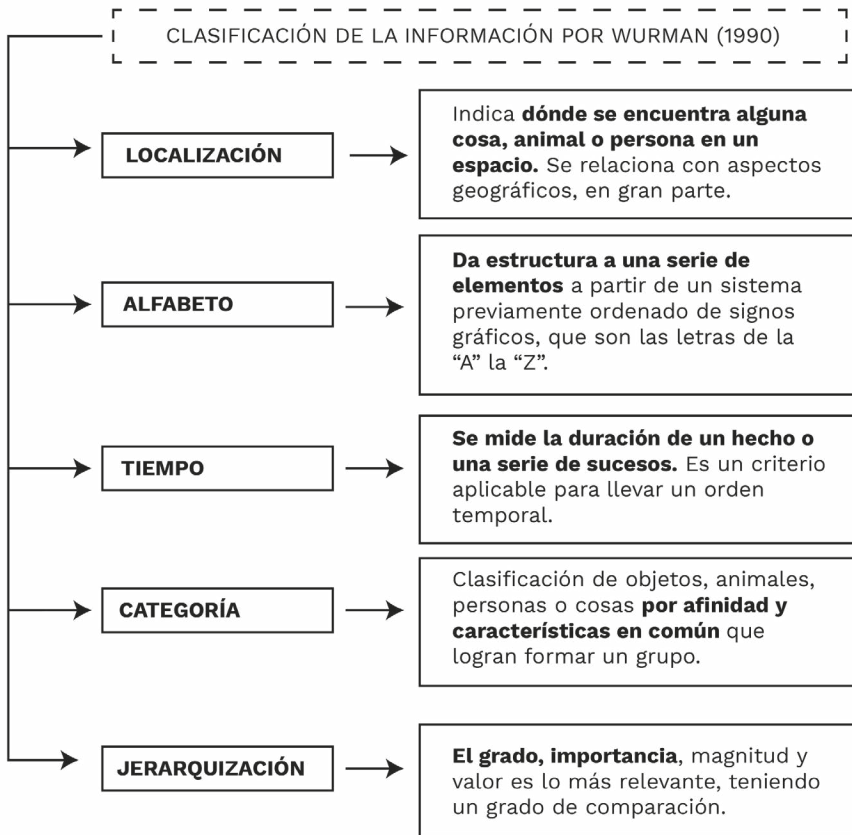 CLASIFICACIÓN DE LA INFORMACIÓN POR WURMAN (1990)
LOCALIZACIÓN
Indica dónde se encuentra alguna
cosa, animal o persona en un
espacio. Se relaciona con aspectos
geográficos, en gran parte.
ALFABETO
Da estructura a una serie de
elementos a partir de un sistema
previamente ordenado de signos
gráficos, que son las letras de la
“A” la “Z”.
TIEMPO
Se mide la duración de un hecho o
una serie de sucesos. Es un criterio
aplicable para llevar un orden
temporal.
CATEGORÍA
Clasificación de objetos, animales,
personas o cosas por afinidad y
características en común que
logran formar un grupo.
JERARQUIZACIÓN
El grado, importancia, magnitud y
valor es lo más relevante, teniendo
un grado de comparación.